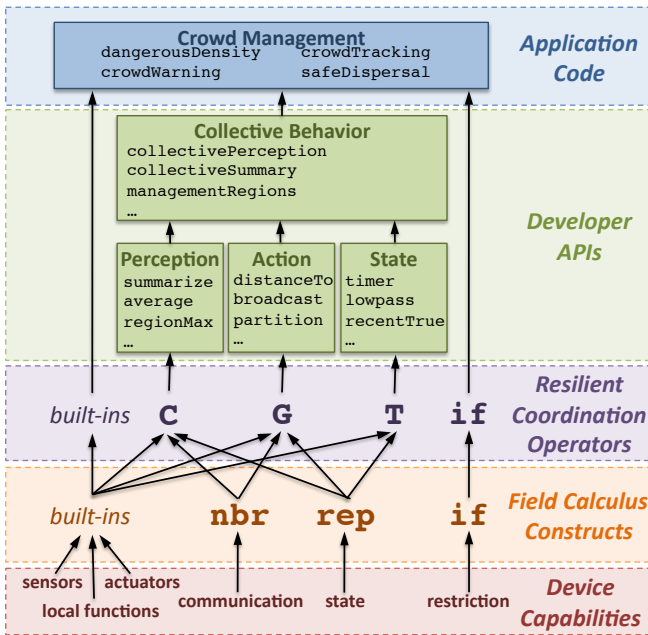 Crowd Management
dangerousDensity crowdTracking
crowdWarning safeDispersal
Application
Code
Collective Behavior
collectivePerception
collectiveSummary
managementRegions
…
Developer
APIs
Perception
summarize
average
regionMax
…
Action
distanceTo
broadcast
partition
…
State
timer
lowpass
recentTrue
…
built-ins C G T if
Resilient
Coordination
Operators
built-ins nbr rep if
Field Calculus
Constructs
sensors actuators
local functions
communication state restriction
Device
Capabilities